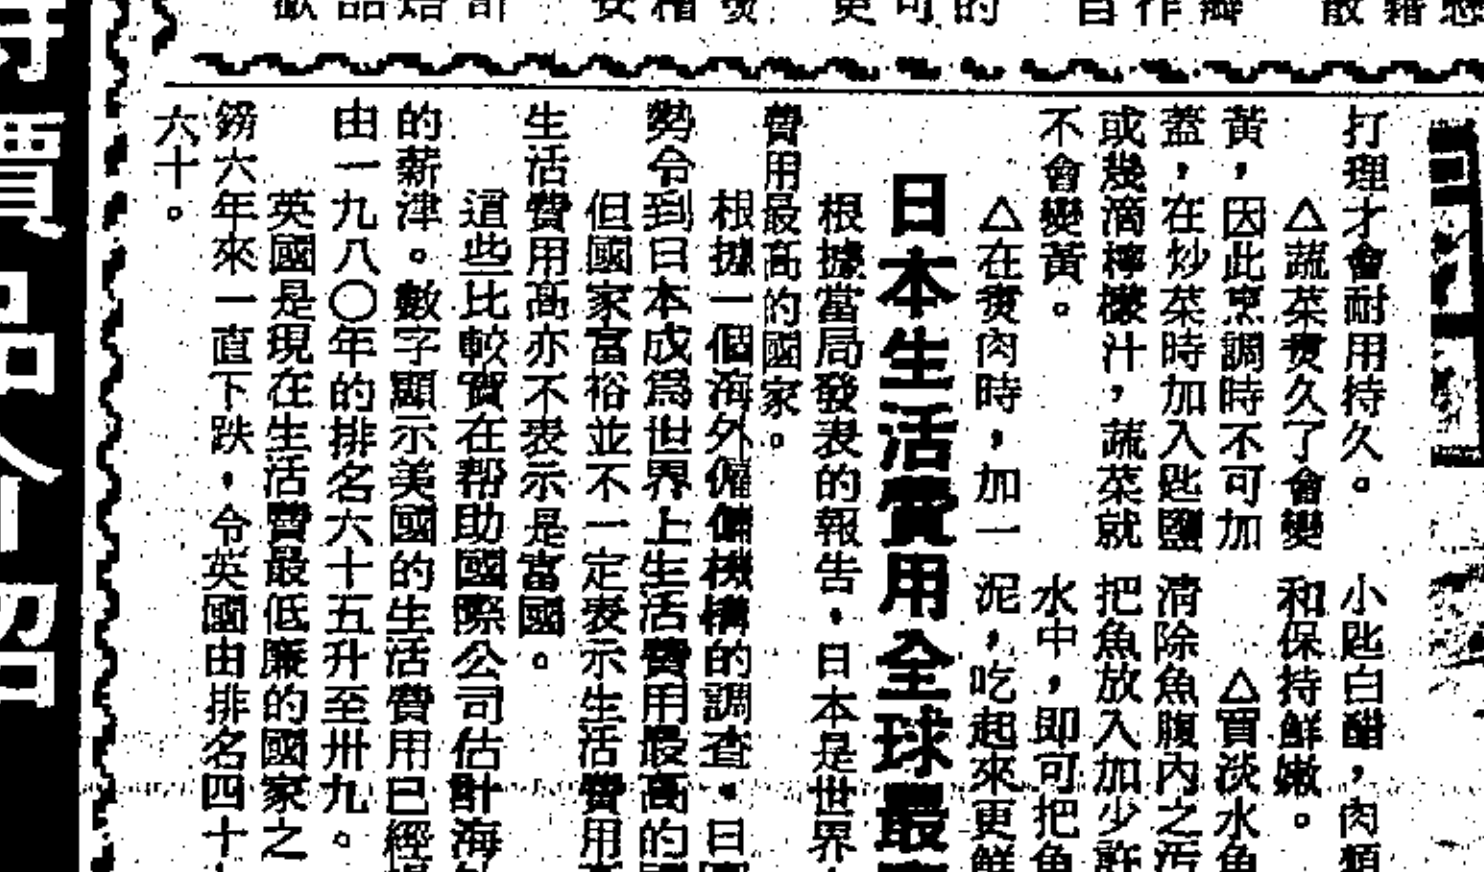 打理才會耐用持久。
△蔬菜煑久了會變
黃，因此烹調時不可加
蓋，在炒菜時加入匙鹽
或幾滴檸檬汁，蔬菜就
不會變黃。
△在煑肉時，加一
小匙白醋，肉類
和保持鮮嫩。
△買淡水魚
清除魚腹內之污
把魚放入加少許
水中，即可把魚
泥，吃起來更鮮
日本生活費用全球最
根據當局發表的報告，日本是世界
費用最高的國家。
根據一個海外僱傭機構的調查，日
勢令到日本成為世界上生活費用最高的
但國家富裕並不一定表示生活費用
生活費用高亦不表示是富國。
這些比較實在帮助國際公司估計海
的薪津。數字顯示美國的生活費用已經
由一九八〇年的排名六十五升至卅九。
英國是現在生活費最低廉的國家之
鎊六年來一直下跌，令英國由排名四十
六十。
特價品介紹